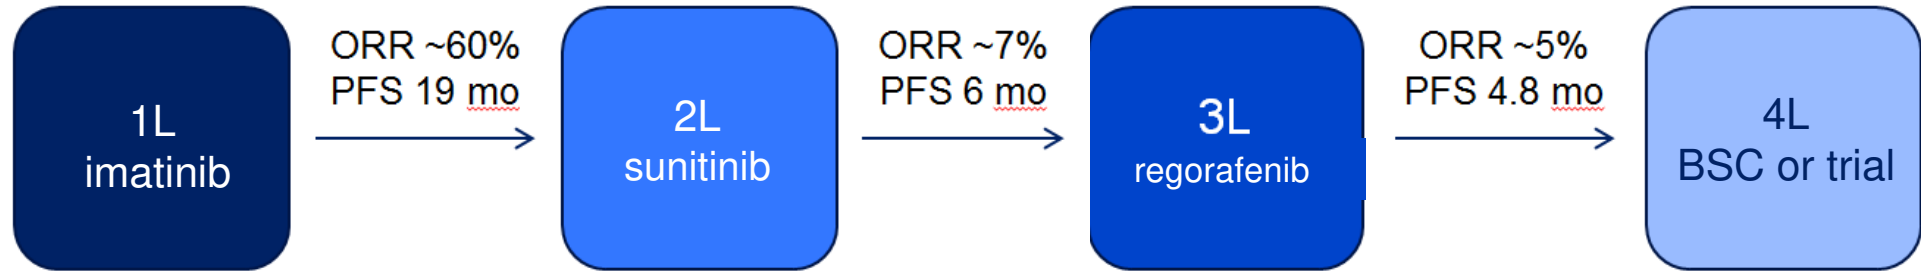 1L
imatinib
ORR ~60%
PFS 19 mo
2L
sunitinib
ORR ~7%
PFS 6 mo
3L
regorafenib
ORR ~5%
PFS 4.8 mo
4L
BSC or trial